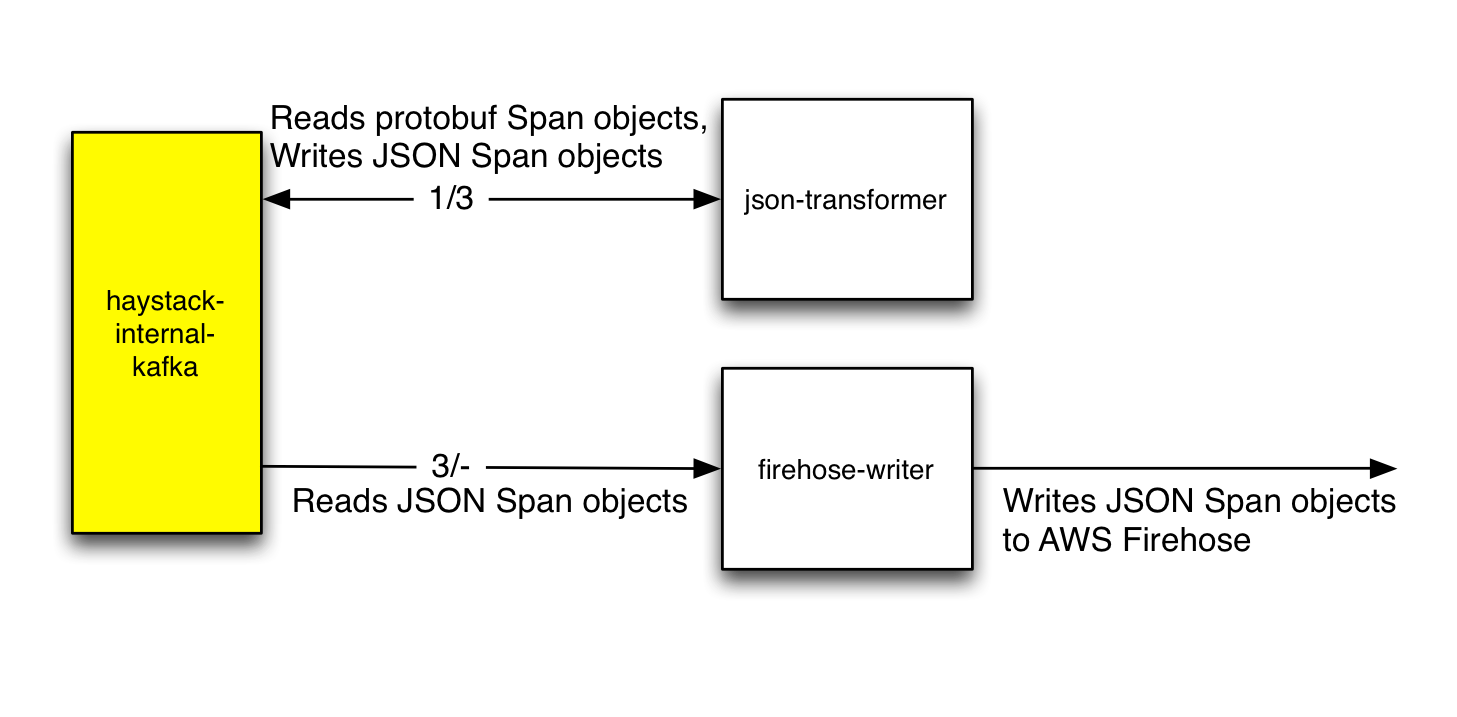 Reads protobuf Span objects,
Writes JSON Span objects
1/3
json-transformer
haystack-
internal-
kafka
3/-
Reads JSON Span objects
firehose-writer
Writes JSON Span objects
to AWS Firehose